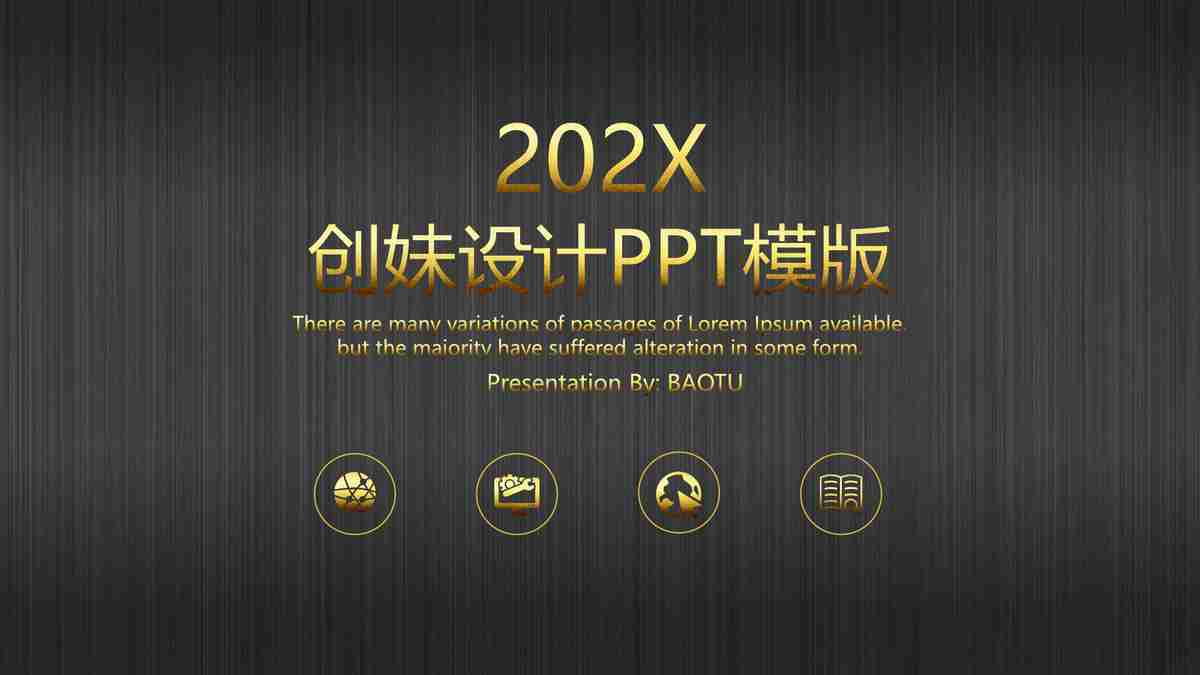 202X
创妹设计PPT模版
There are many variations of passages of Lorem Ipsum available,
but the majority have suffered alteration in some form.
Presentation By: BAOTU